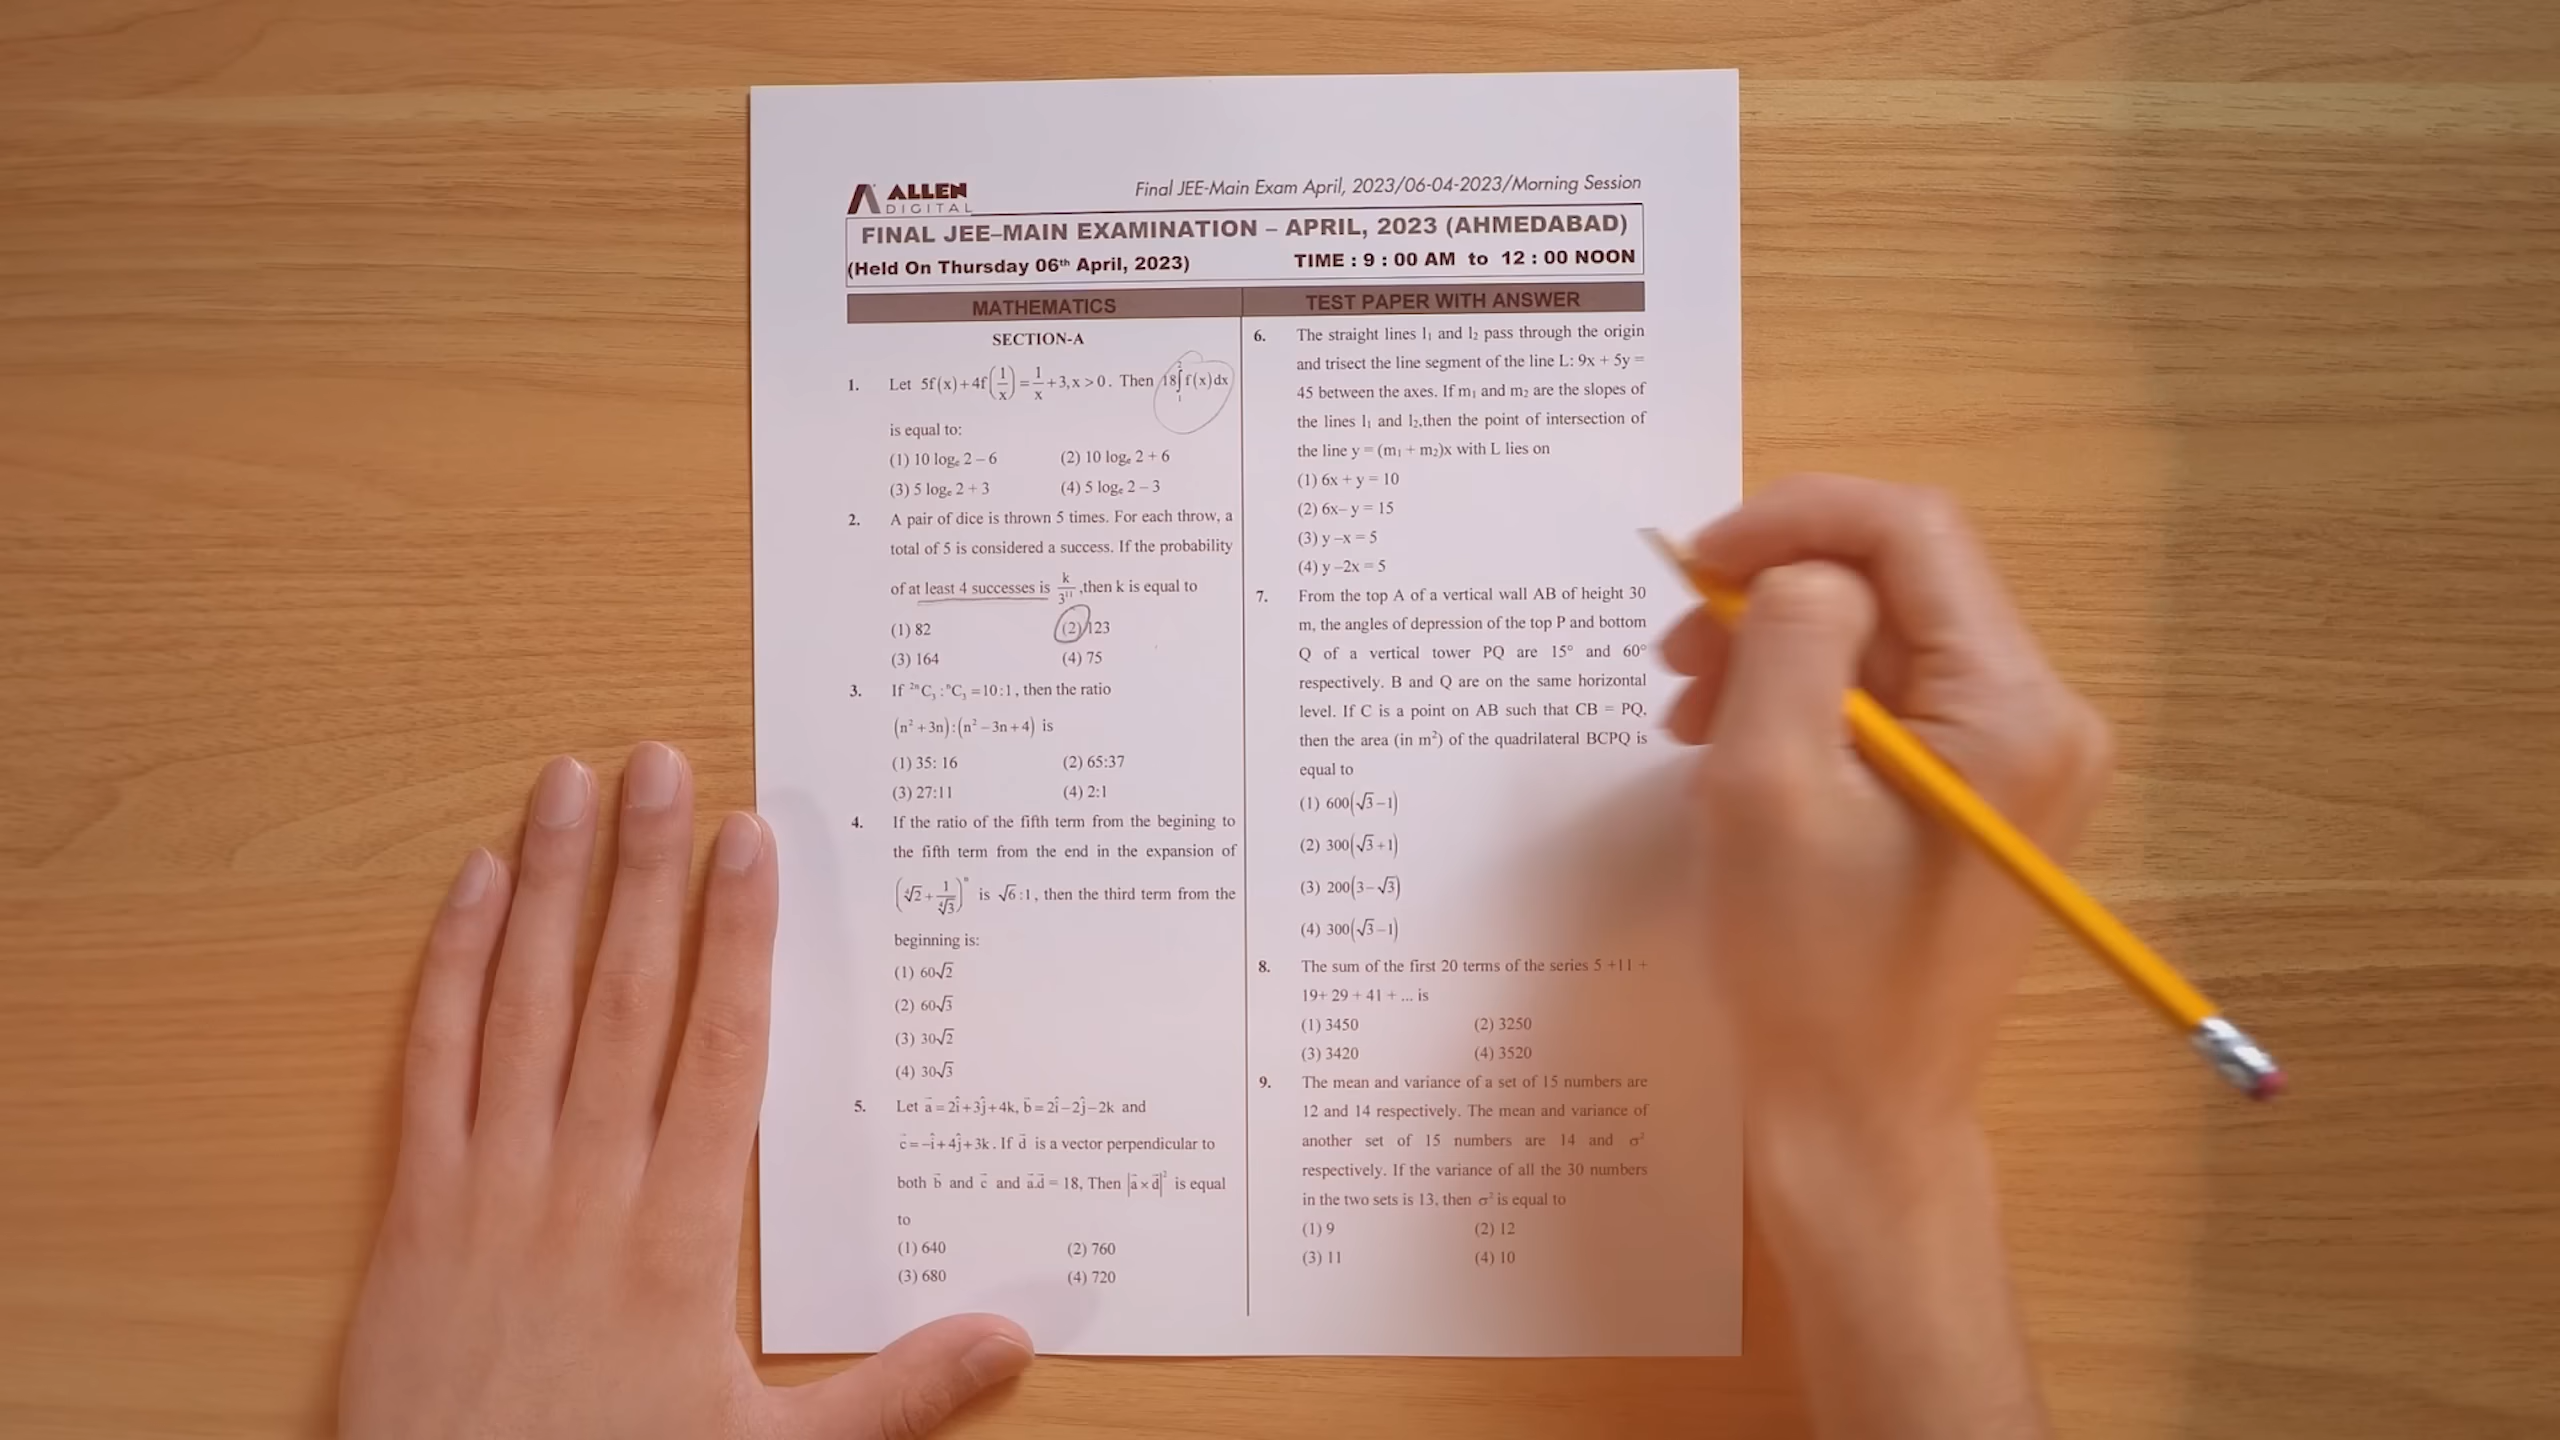 ALLEN
DIGITAL
Final JEE-Main Exam April, 2023/06-04-2023/Morning Session
FINAL JEE–MAIN EXAMINATION – APRIL, 2023 (AHMEDABAD)
(Held On Thursday 06th April, 2023) TIME : 9 : 00 AM to 12 : 00 NOON
MATHEMATICS
TEST PAPER WITH ANSWER
SECTION-A
1. Let 5f(x)+4f(1/x)=1/x+3,x>0. Then 18∫₁²f(x)dx
is equal to:
(1) 10 logₑ 2 – 6 (2) 10 logₑ 2 + 6
(3) 5 logₑ 2 + 3 (4) 5 logₑ 2 – 3
2. A pair of dice is thrown 5 times. For each throw, a
total of 5 is considered a success. If the probability
of at least 4 successes is k/3¹¹,then k is equal to
(1) 82 (2) 123
(3) 164 (4) 75
3. If ²ⁿC₃:ⁿC₃=10:1, then the ratio
(n²+3n):(n²–3n+4) is
(1) 35: 16 (2) 65:37
(3) 27:11 (4) 2:1
4. If the ratio of the fifth term from the begining to
the fifth term from the end in the expansion of
(∜2+1/∜3)ⁿ is √6:1, then the third term from the
beginning is:
(1) 60√2
(2) 60√3
(3) 30√2
(4) 30√3
5. Let a⃗=2î+3ĵ+4k, b⃗=2î–2ĵ–2k and
c⃗=–î+4ĵ+3k. If d⃗ is a vector perpendicular to
both b⃗ and c⃗ and a⃗.d⃗ = 18, Then |a⃗×d⃗|² is equal
to
(1) 640 (2) 760
(3) 680 (4) 720
6. The straight lines l₁ and l₂ pass through the origin
and trisect the line segment of the line L: 9x + 5y =
45 between the axes. If m₁ and m₂ are the slopes of
the lines l₁ and l₂,then the point of intersection of
the line y = (m₁ + m₂)x with L lies on
(1) 6x + y = 10
(2) 6x– y = 15
(3) y –x = 5
(4) y –2x = 5
7. From the top A of a vertical wall AB of height 30
m, the angles of depression of the top P and bottom
Q of a vertical tower PQ are 15° and 60°
respectively. B and Q are on the same horizontal
level. If C is a point on AB such that CB = PQ,
then the area (in m²) of the quadrilateral BCPQ is
equal to
(1) 600(√3–1)
(2) 300(√3+1)
(3) 200(3–√3)
(4) 300(√3–1)
8. The sum of the first 20 terms of the series 5 +11 +
19+ 29 + 41 + ... is
(1) 3450 (2) 3250
(3) 3420 (4) 3520
9. The mean and variance of a set of 15 numbers are
12 and 14 respectively. The mean and variance of
another set of 15 numbers are 14 and σ²
respectively. If the variance of all the 30 numbers
in the two sets is 13, then σ² is equal to
(1) 9 (2) 12
(3) 11 (4) 10